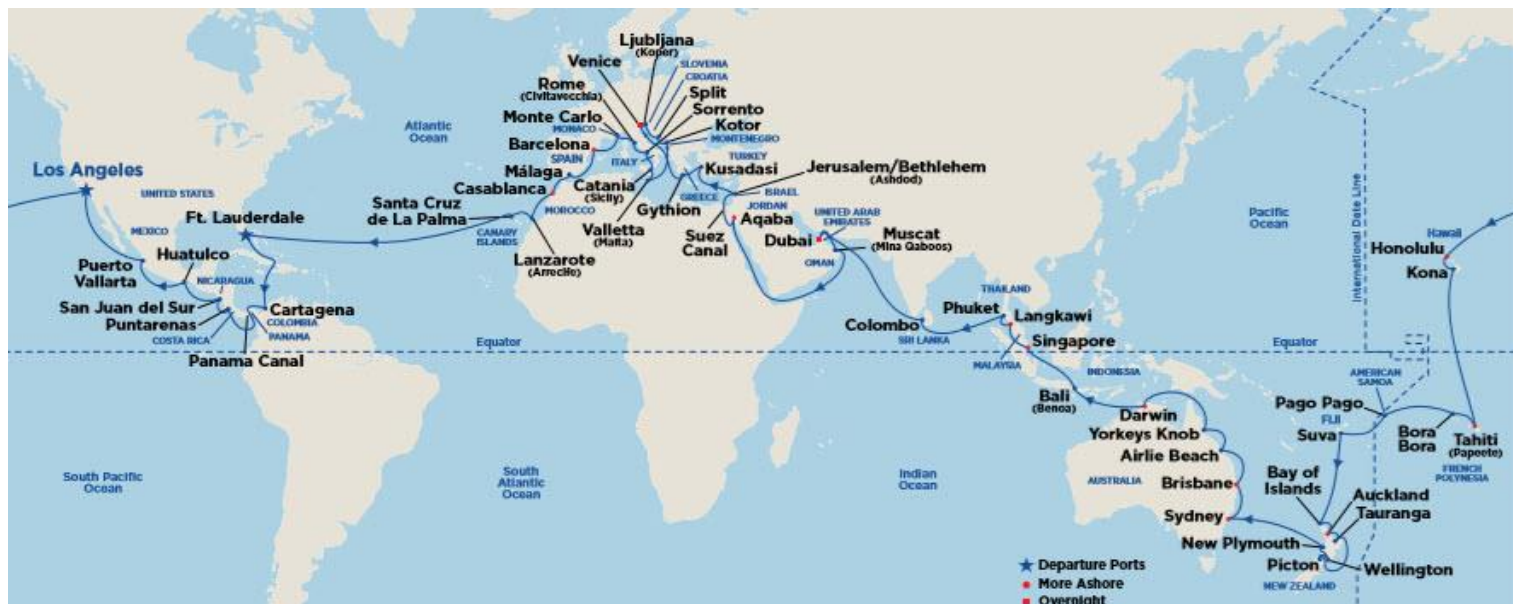 Los Angeles
UNITED STATES
Atlantic
Ocean
Ft. Lauderdale
MEXICO
Huatulco
Puerto
Vallarta
NICARAGUA
San Juan del Sur
Puntarenas
COSTA RICA
Cartagena
COLOMBIA
PANAMA
Panama Canal
Equator
South Pacific
Ocean
South
Atlantic
Ocean
Santa Cruz
de La Palma
CANARY
ISLANDS
Lanzarote
(Arrecife)
Casablanca
MOROCCO
Málaga
SPAIN
Barcelona
MONACO
Monte Carlo
Rome
(Civitavecchia)
Venice
Ljubljana
(Koper)
SLOVENIA
CROATIA
Split
Sorrento
Kotor
MONTENEGRO
ITALY
Catania
(Sicily)
Valletta
(Malta)
Gythion
GREECE
TURKEY
Kusadasi
Jerusalem/Bethlehem
(Ashdod)
ISRAEL
JORDAN
Aqaba
Suez
Canal
UNITED ARAB
EMIRATES
Dubai
OMAN
Muscat
(Mina Qaboos)
Colombo
SRI LANKA
THAILAND
Phuket
Langkawi
Singapore
MALAYSIA
INDONESIA
Bali
(Benoa)
Darwin
Yorkeys Knob
Airlie Beach
AUSTRALIA
Brisbane
Sydney
Indian
Ocean
Pacific
Ocean
International Date Line
Hawaii
Honolulu
Kona
Equator
AMERICAN
SAMOA
Pago Pago
FIJI
Suva
Bora
Bora
Tahiti
(Papeete)
FRENCH
POLYNESIA
Bay of
Islands
Auckland
Tauranga
New Plymouth
Picton
Wellington
NEW ZEALAND
Departure Ports
More Ashore
Overnight